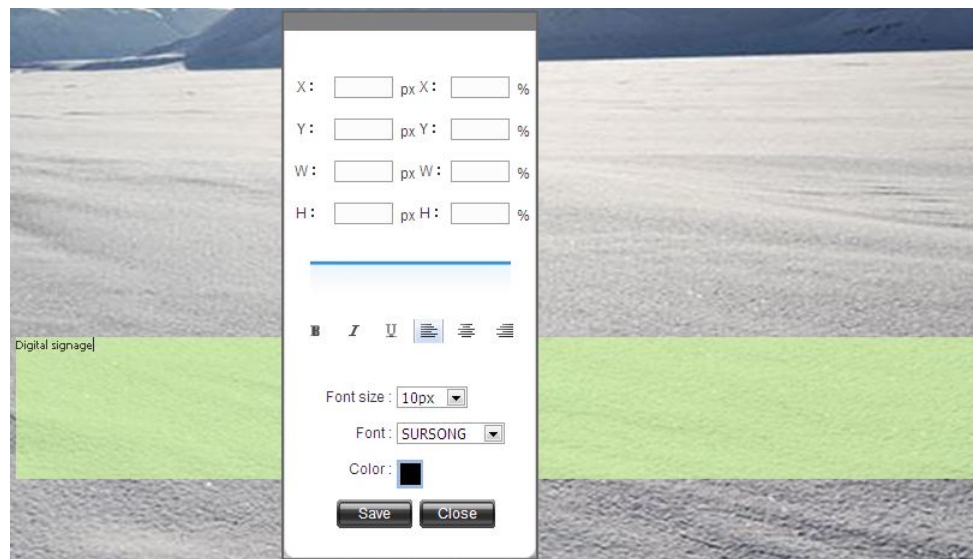 X : px X : %
Y : px Y : %
W : px W : %
H : px H : %
B I U
Digital signage
Font size : 10px
Font : SURSONG
Color :
Save Close